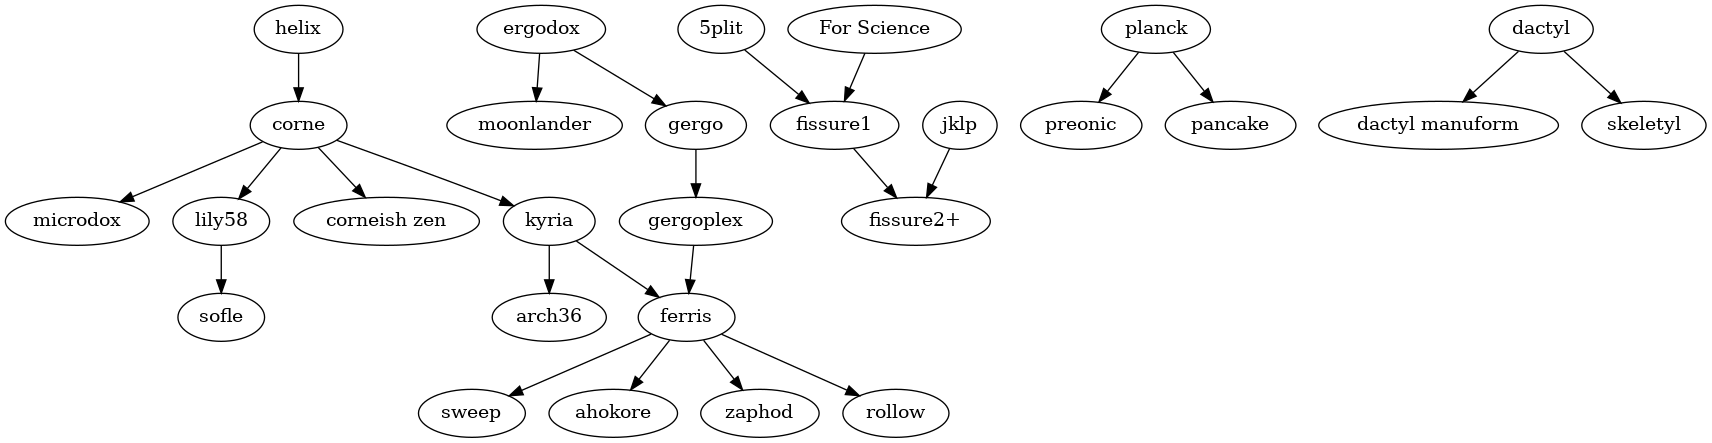 helix
ergodox
5plit
For Science
planck
dactyl
corne
moonlander
gergo
fissure1
jklp
preonic
pancake
dactyl manuform
skeletyl
microdox
lily58
corneish zen
kyria
gergoplex
fissure2+
sofle
arch36
ferris
sweep
ahokore
zaphod
rollow